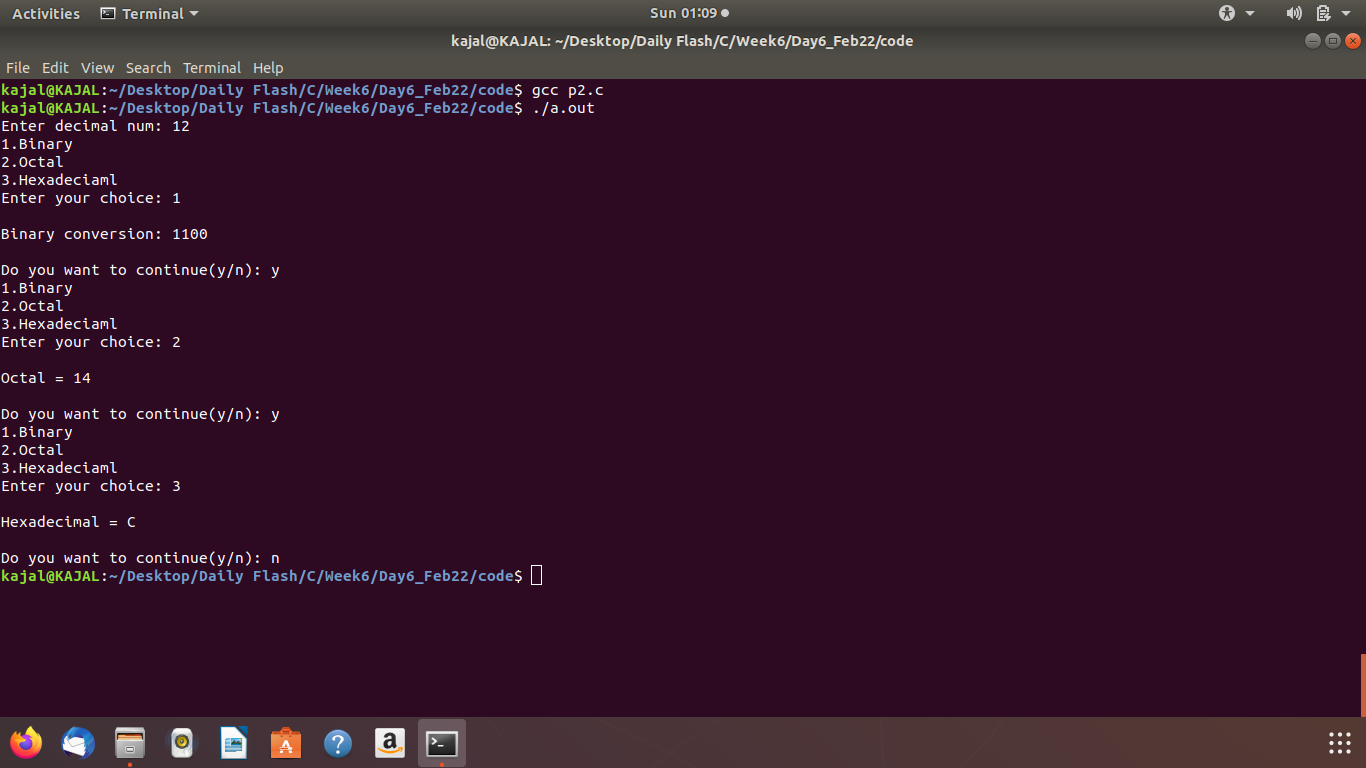 Activities Terminal Sun 01:09
kajal@KAJAL: ~/Desktop/Daily Flash/C/Week6/Day6_Feb22/code
File Edit View Search Terminal Help
kajal@KAJAL:~/Desktop/Daily Flash/C/Week6/Day6_Feb22/code$ gcc p2.c
kajal@KAJAL:~/Desktop/Daily Flash/C/Week6/Day6_Feb22/code$ ./a.out
Enter decimal num: 12
1.Binary
2.Octal
3.Hexadeciaml
Enter your choice: 1
Binary conversion: 1100
Do you want to continue(y/n): y
1.Binary
2.Octal
3.Hexadeciaml
Enter your choice: 2
Octal = 14
Do you want to continue(y/n): y
1.Binary
2.Octal
3.Hexadeciaml
Enter your choice: 3
Hexadecimal = C
Do you want to continue(y/n): n
kajal@KAJAL:~/Desktop/Daily Flash/C/Week6/Day6_Feb22/code$